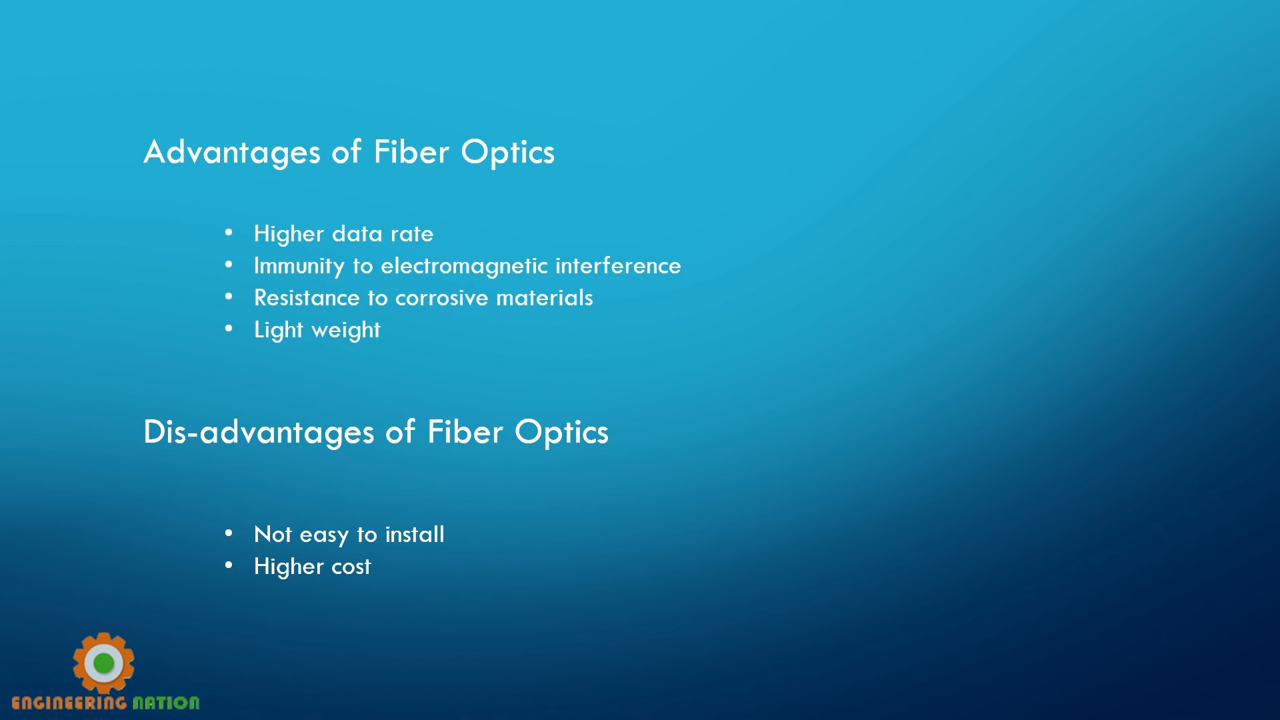 Advantages of Fiber Optics
• Higher data rate
• Immunity to electromagnetic interference
• Resistance to corrosive materials
• Light weight
Dis-advantages of Fiber Optics
• Not easy to install
• Higher cost
ENGINEERING NATION